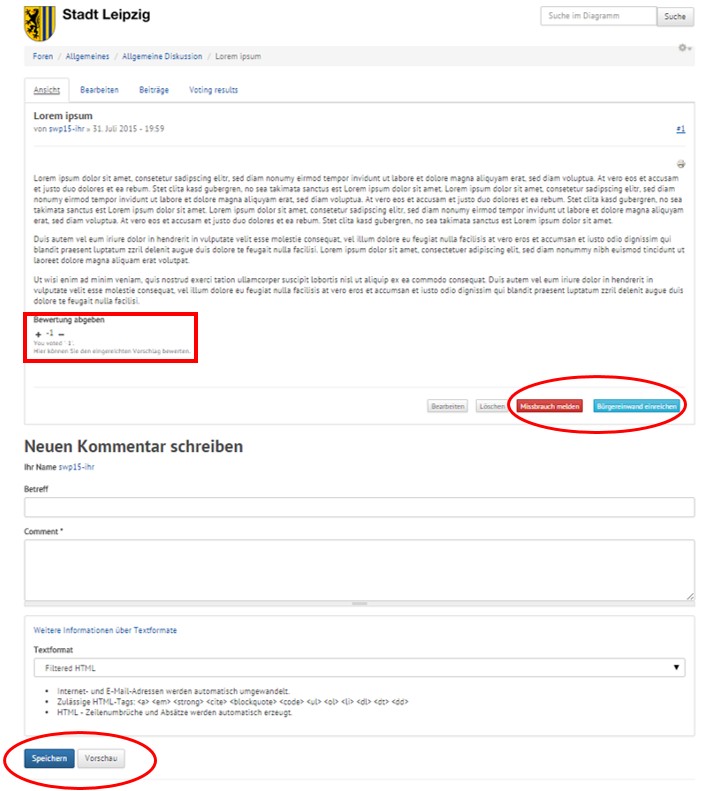 Stadt Leipzig
Suche im Diagramm
Suche
Foren / Allgemeines / Allgemeine Diskussion / Lorem ipsum
Ansicht
Bearbeiten
Beiträge
Voting results
Lorem ipsum
von swp15-ihr » 31. Juli 2015 - 19:59
#1
Lorem ipsum dolor sit amet, consetetur sadipscing elitr, sed diam nonumy eirmod tempor invidunt ut labore et dolore magna aliquyam erat, sed diam voluptua. At vero eos et accusam
et justo duo dolores et ea rebum. Stet clita kasd gubergren, no sea takimata sanctus est Lorem ipsum dolor sit amet. Lorem ipsum dolor sit amet, consetetur sadipscing elitr, sed diam
nonumy eirmod tempor invidunt ut labore et dolore magna aliquyam erat, sed diam voluptua. At vero eos et accusam et justo duo dolores et ea rebum. Stet clita kasd gubergren, no sea
takimata sanctus est Lorem ipsum dolor sit amet. Lorem ipsum dolor sit amet, consetetur sadipscing elitr, sed diam nonumy eirmod tempor invidunt ut labore et dolore magna aliquyam
erat, sed diam voluptua. At vero eos et accusam et justo duo dolores et ea rebum. Stet clita kasd gubergren, no sea takimata sanctus est Lorem ipsum dolor sit amet.
Duis autem vel eum iriure dolor in hendrerit in vulputate velit esse molestie consequat, vel illum dolore eu feugiat nulla facilisis at vero eros et accumsan et iusto odio dignissim qui
blandit praesent luptatum zzril delenit augue duis dolore te feugait nulla facilisi. Lorem ipsum dolor sit amet, consectetuer adipiscing elit, sed diam nonummy nibh euismod tincidunt ut
laoreet dolore magna aliquam erat volutpat.
Ut wisi enim ad minim veniam, quis nostrud exerci tation ullamcorper suscipit lobortis nisl ut aliquip ex ea commodo consequat. Duis autem vel eum iriure dolor in hendrerit in
vulputate velit esse molestie consequat, vel illum dolore eu feugiat nulla facilisis at vero eros et accumsan et iusto odio dignissim qui blandit praesent luptatum zzril delenit augue duis
dolore te feugait nulla facilisi.
Bewertung abgeben
+ -1 –
You voted '-1'.
Hier können Sie den eingereichten Vorschlag bewerten.
Bearbeiten
Löschen
Missbrauch melden
Bürgereinwand einreichen
Neuen Kommentar schreiben
Ihr Name swp15-ihr
Betreff
Comment *
Weitere Informationen über Textformate
Textformat
Filtered HTML
• Internet- und E-Mail-Adressen werden automatisch umgewandelt.
• Zulässige HTML-Tags: <a> <em> <strong> <cite> <blockquote> <code> <ul> <ol> <li> <dl> <dt> <dd>
• HTML - Zeilenumbrüche und Absätze werden automatisch erzeugt.
Speichern
Vorschau